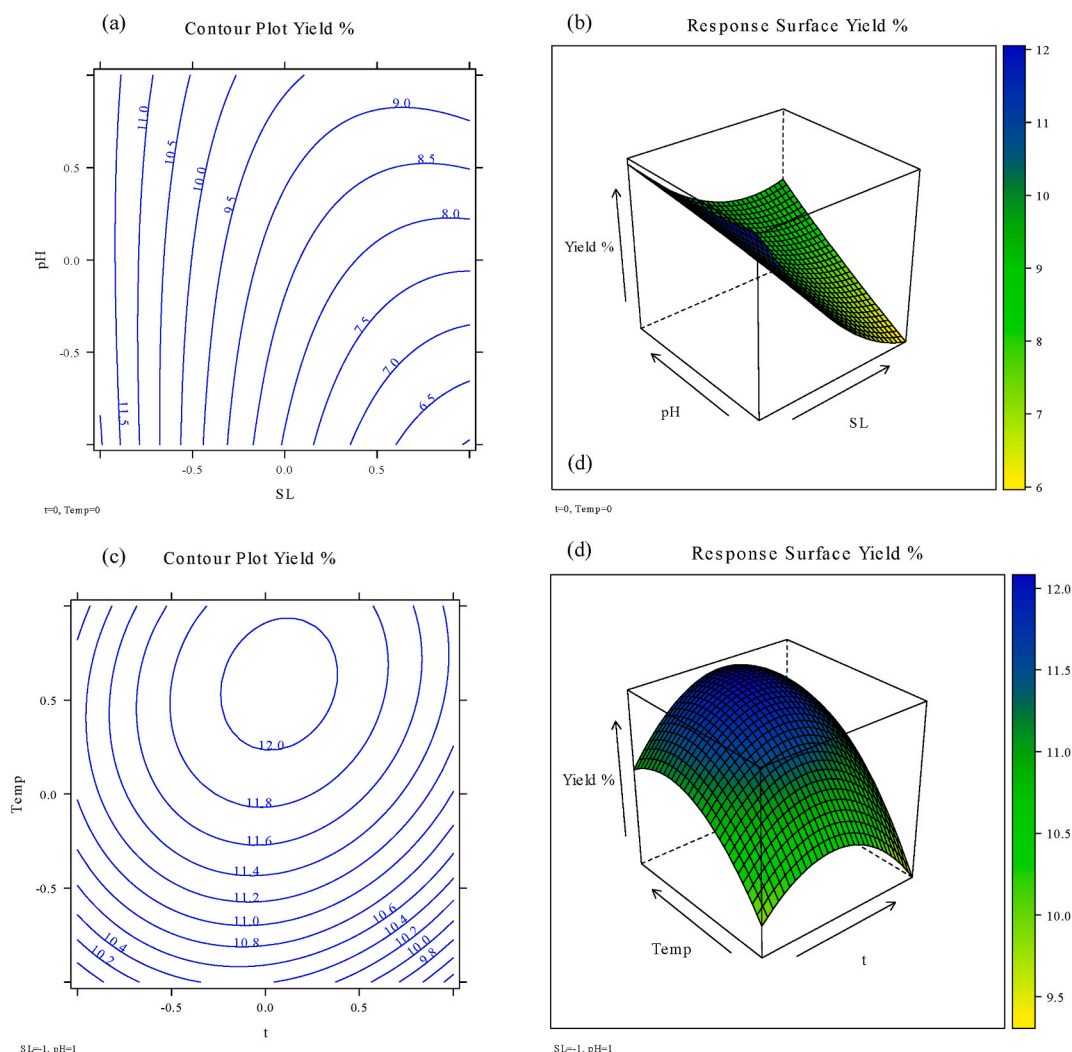 (a)
Contour Plot Yield %
11.0
10.5
10.0
9.5
9.0
8.5
8.0
7.5
7.0
6.5
11.5
0.5
0.0
-0.5
pH
-0.5
0.0
0.5
SL
t=0, Temp=0
(b)
Response Surface Yield %
Yield %
pH
SL
(d)
12
11
10
9
8
7
6
t=0, Temp=0
(c)
Contour Plot Yield %
12.0
11.8
11.6
11.4
11.2
11.0
10.8
10.6
10.4
10.2
10.0
9.8
10.4
10.2
0.5
0.0
-0.5
Temp
-0.5
0.0
0.5
t
SL=-1, pH=1
(d)
Response Surface Yield %
Yield %
Temp
t
12.0
11.5
11.0
10.5
10.0
9.5
SL=-1, pH=1